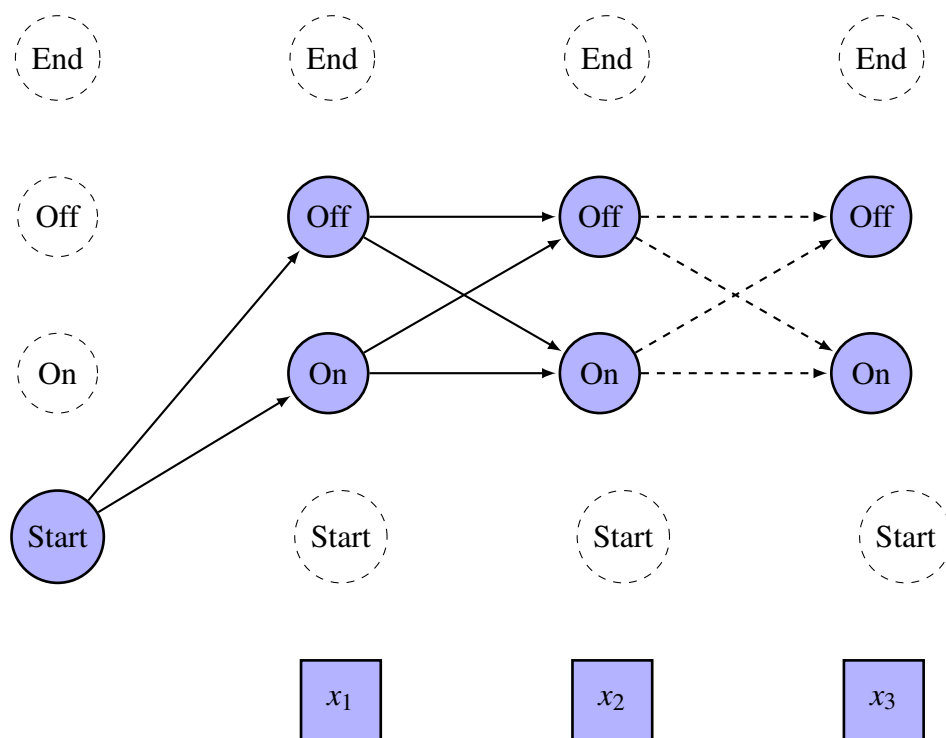 End End End End
Off Off Off Off
On On On On
Start Start Start Start
x1 x2 x3